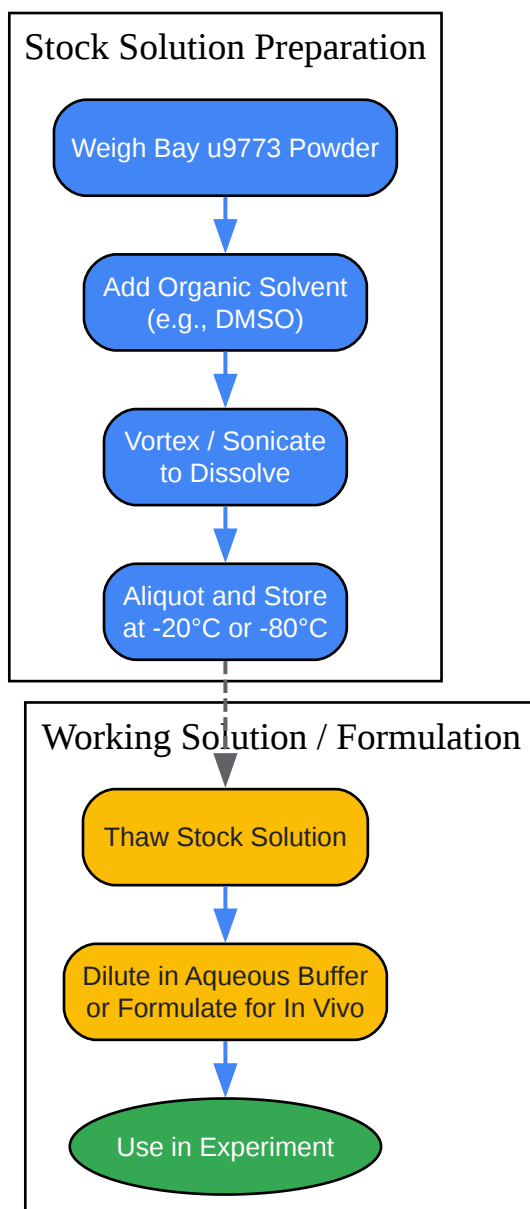 Stock Solution Preparation
Weigh Bay u9773 Powder
Add Organic Solvent
(e.g., DMSO)
Vortex / Sonicate
to Dissolve
Aliquot and Store
at -20°C or -80°C
Working Solution / Formulation
Thaw Stock Solution
Dilute in Aqueous Buffer
or Formulate for In Vivo
Use in Experiment